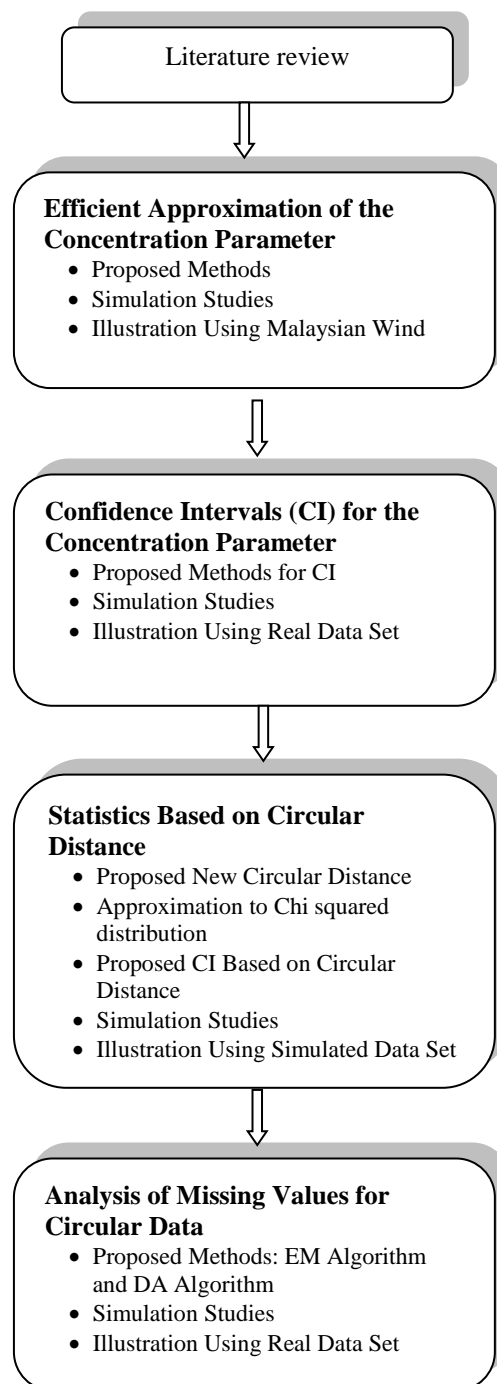 Literature review
Efficient Approximation of the
Concentration Parameter
• Proposed Methods
• Simulation Studies
• Illustration Using Malaysian Wind
Confidence Intervals (CI) for the
Concentration Parameter
• Proposed Methods for CI
• Simulation Studies
• Illustration Using Real Data Set
Statistics Based on Circular
Distance
• Proposed New Circular Distance
• Approximation to Chi squared
distribution
• Proposed CI Based on Circular
Distance
• Simulation Studies
• Illustration Using Simulated Data Set
Analysis of Missing Values for
Circular Data
• Proposed Methods: EM Algorithm
and DA Algorithm
• Simulation Studies
• Illustration Using Real Data Set